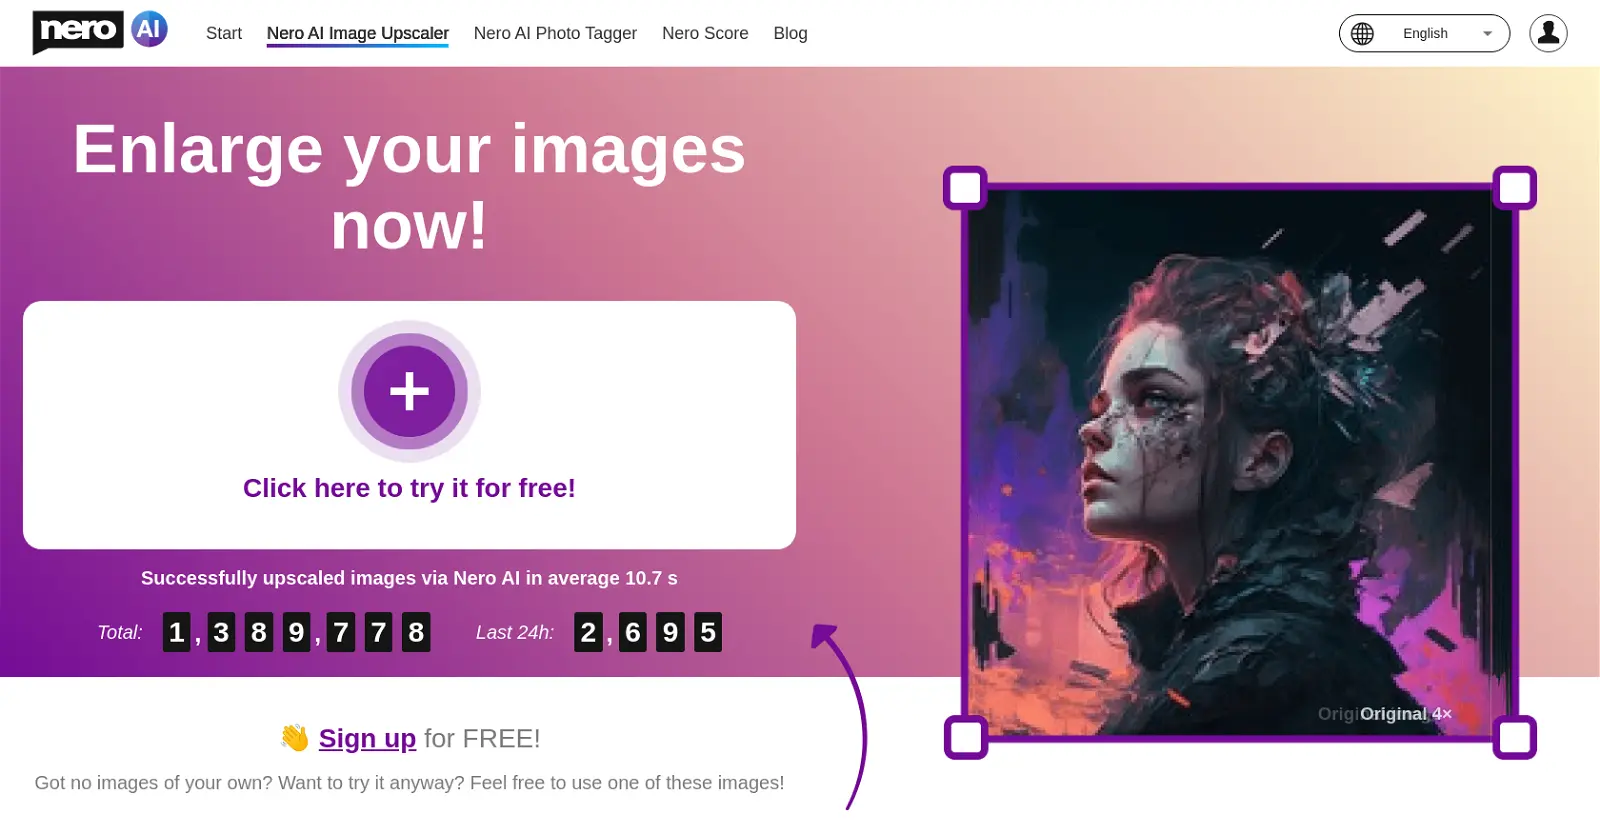 nero AI
Start
Nero AI Image Upscaler
Nero AI Photo Tagger
Nero Score
Blog
English
Enlarge your images
now!
Click here to try it for free!
Successfully upscaled images via Nero AI in average 10.7 s
Total: 1,389,778 Last 24h: 2,695
Original 4×
👋 Sign up for FREE!
Got no images of your own? Want to try it anyway? Feel free to use one of these images!